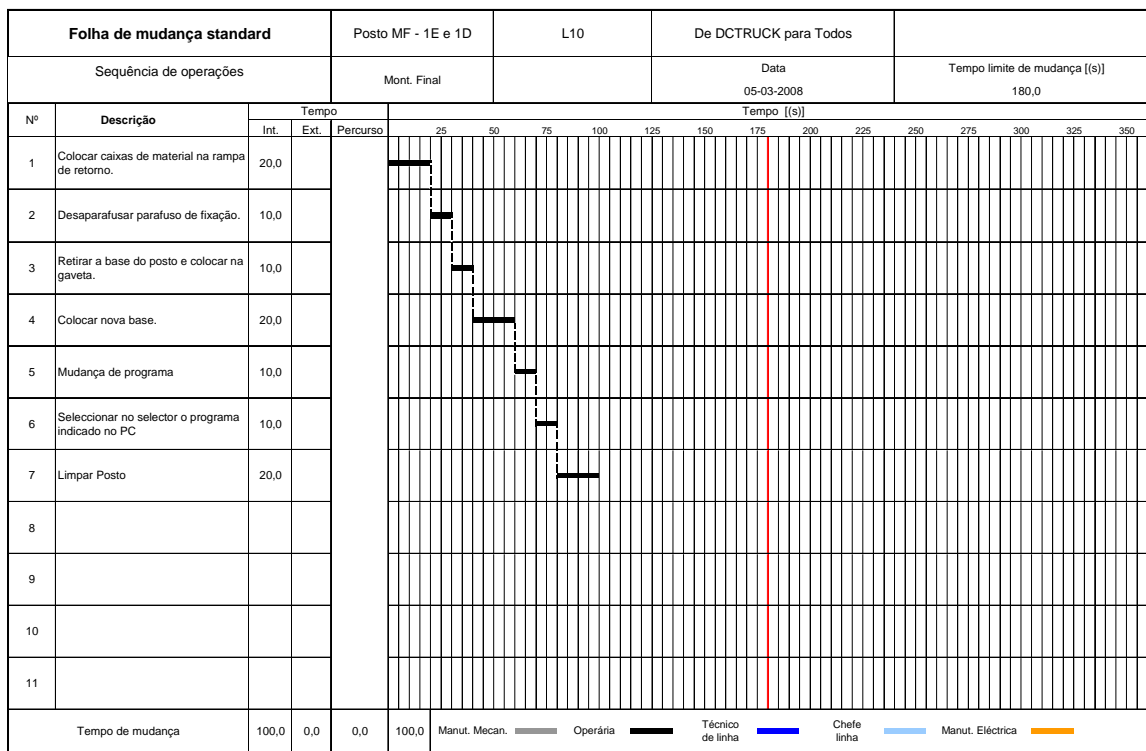 Folha de mudança standard
Posto MF - 1E e 1D
L10
De DCTRUCK para Todos
Sequência de operações
Mont. Final
Data
05-03-2008
Tempo limite de mudança [(s)]
180,0
Nº
Descrição
Tempo
Tempo [(s)]
Int. Ext. Percurso
25 50 75 100 125 150 175 200 225 250 275 300 325 350
1
Colocar caixas de material na rampa
de retorno.
20,0
2
Desaparafusar parafuso de fixação.
10,0
3
Retirar a base do posto e colocar na
gaveta.
10,0
4
Colocar nova base.
20,0
5
Mudança de programa
10,0
6
Seleccionar no selector o programa
indicado no PC
10,0
7
Limpar Posto
20,0
8
9
10
11
Tempo de mudança
100,0 0,0 0,0 100,0
Manut. Mecan.
Operária
Técnico
de linha
Chefe
linha
Manut. Eléctrica